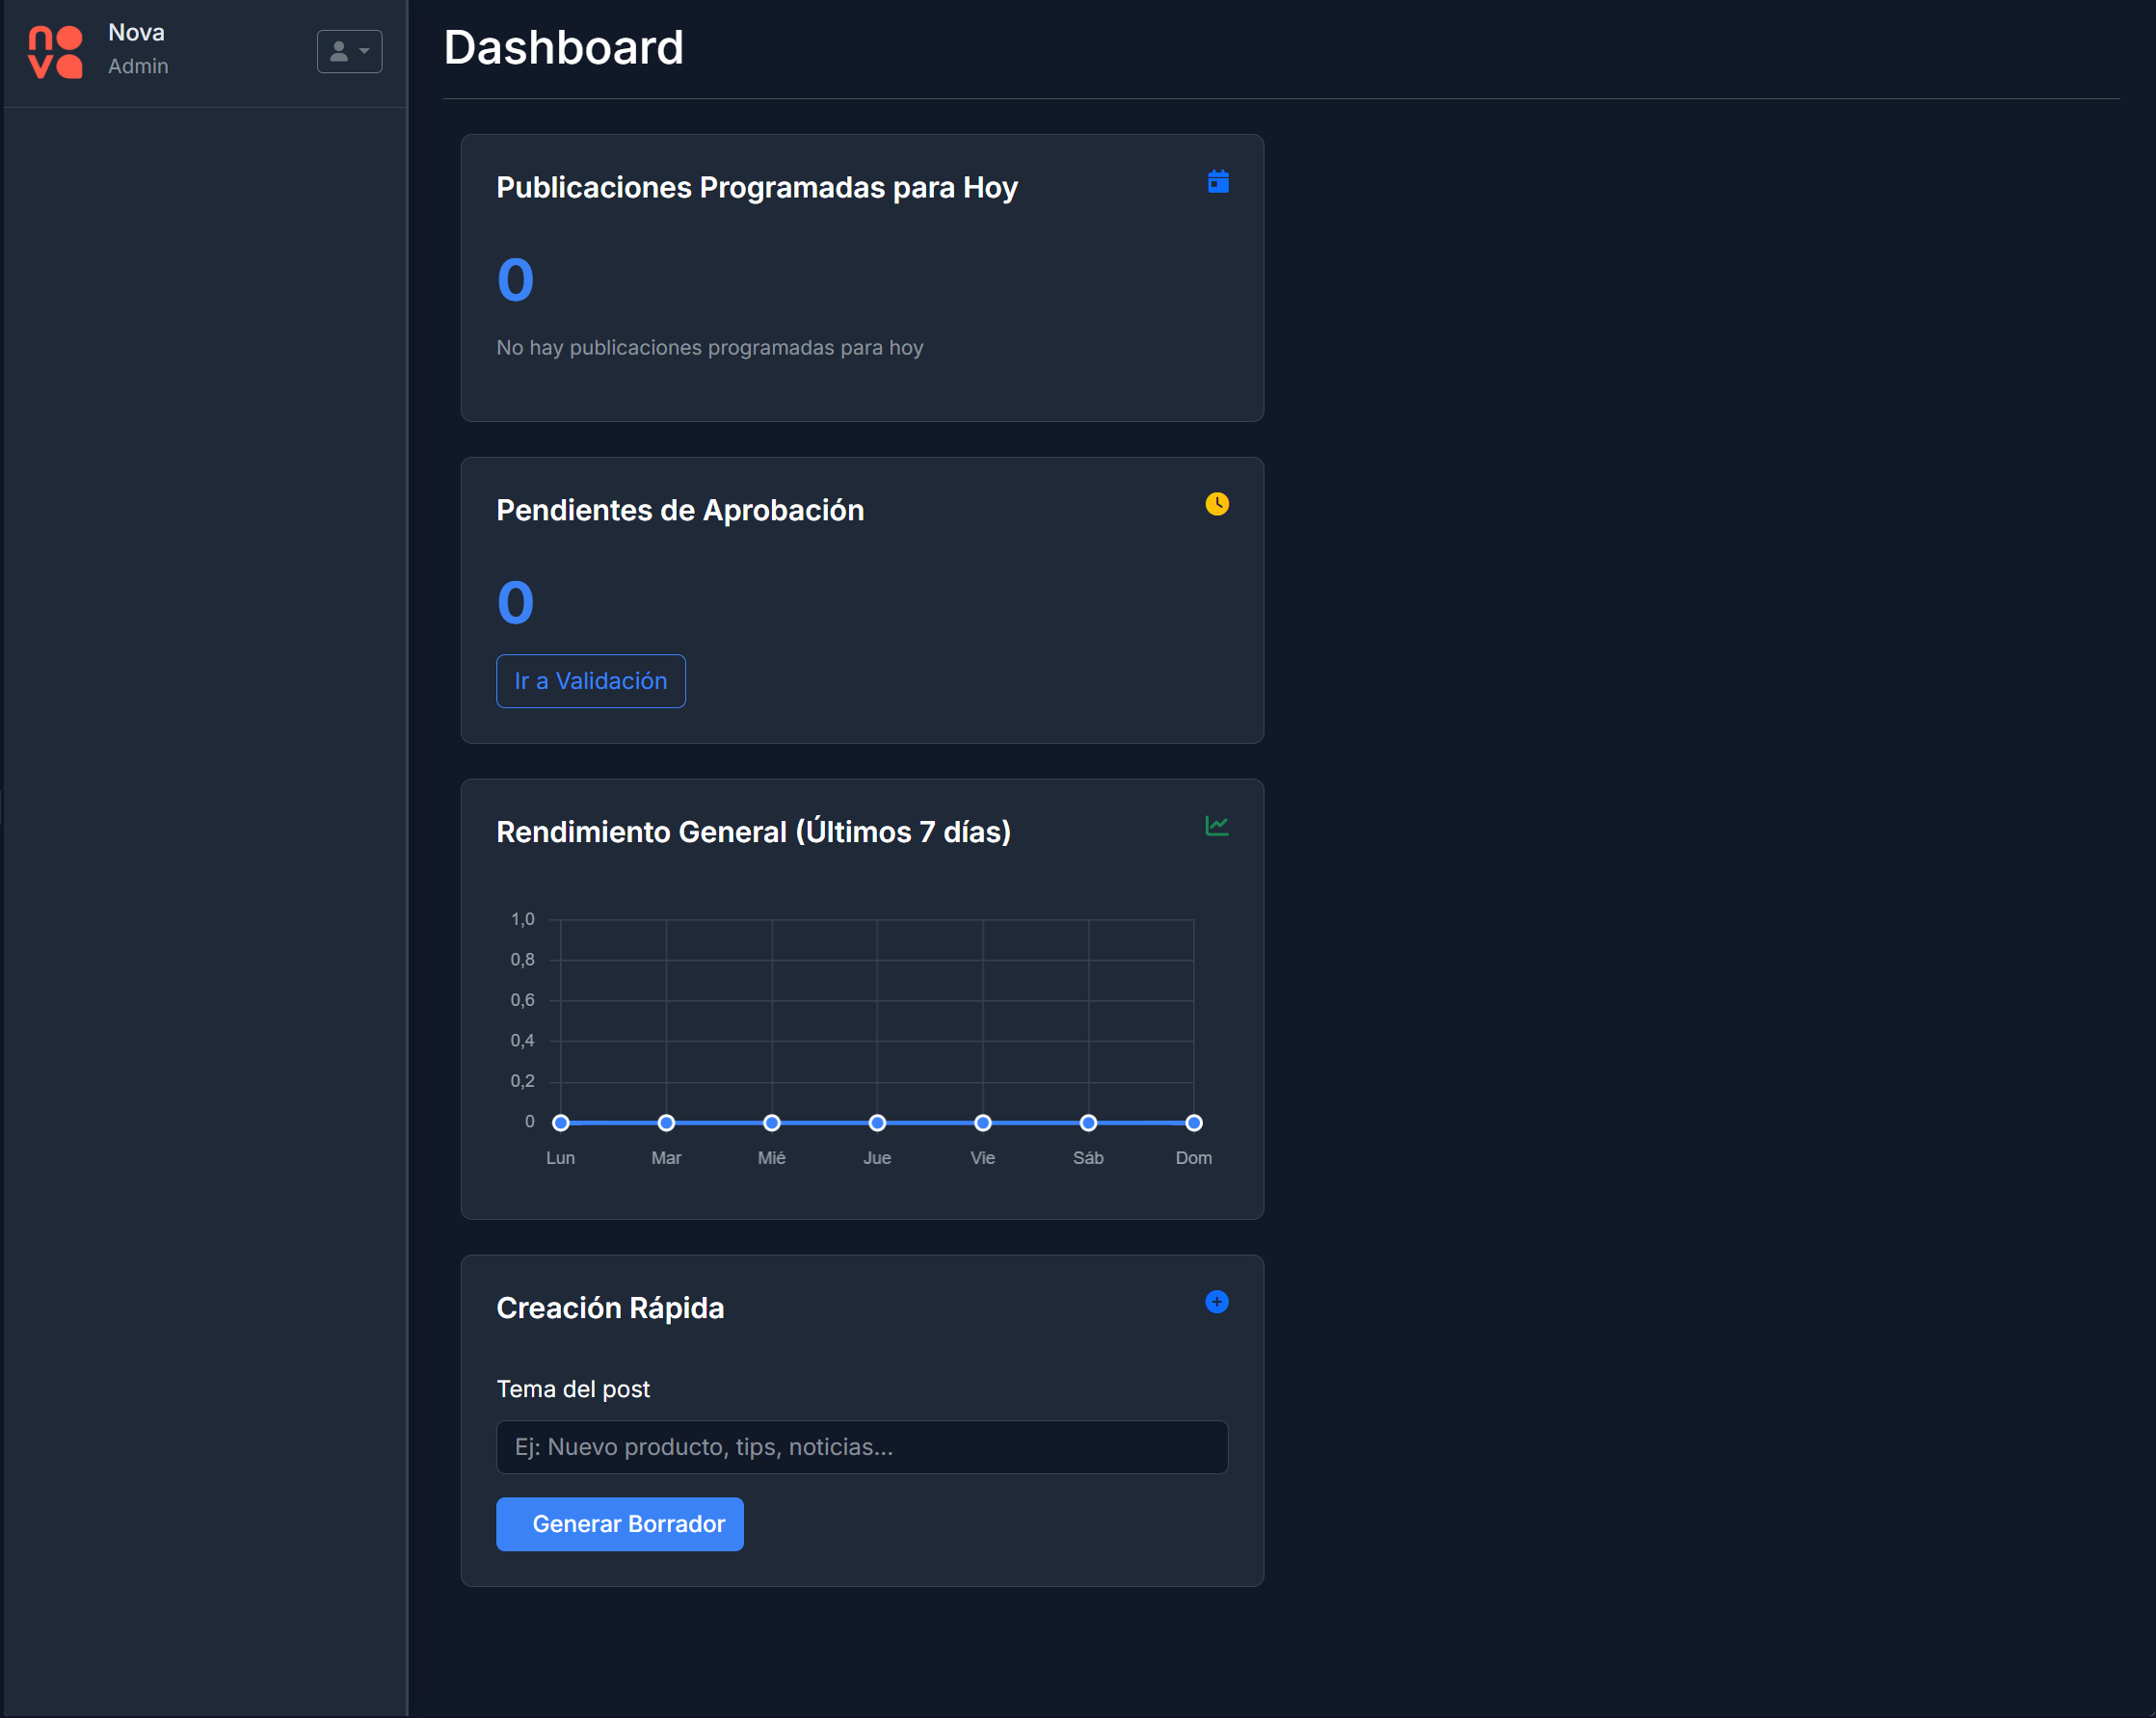 nova
Nova
Admin
Dashboard
Publicaciones Programadas para Hoy
0
No hay publicaciones programadas para hoy
Pendientes de Aprobación
0
Ir a Validación
Rendimiento General (Últimos 7 días)
1,0
0,8
0,6
0,4
0,2
0
Lun Mar Mié Jue Vie Sáb Dom
Creación Rápida
Tema del post
Ej: Nuevo producto, tips, noticias...
Generar Borrador